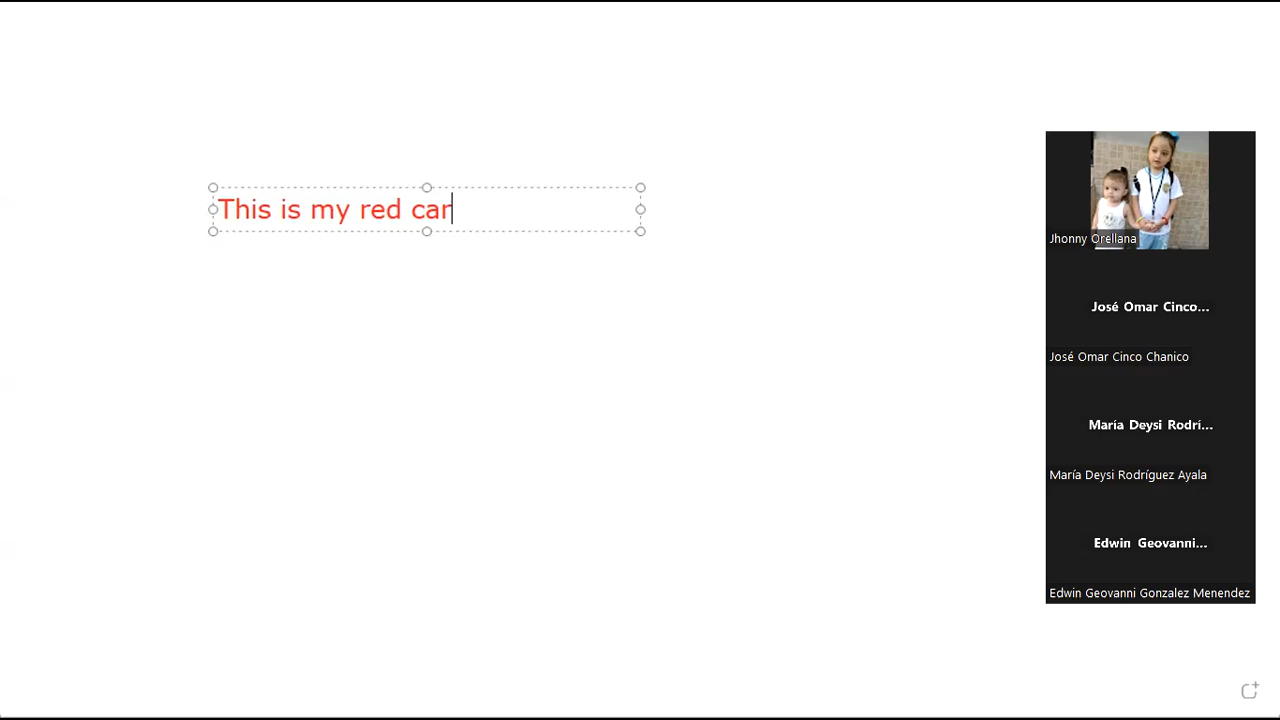 This is my red car
Jhonny Orellana
José Omar Cinco...
José Omar Cinco Chanico
María Deysi Rodrí...
María Deysi Rodríguez Ayala
Edwin Geovanni...
Edwin Geovanni Gonzalez Menendez